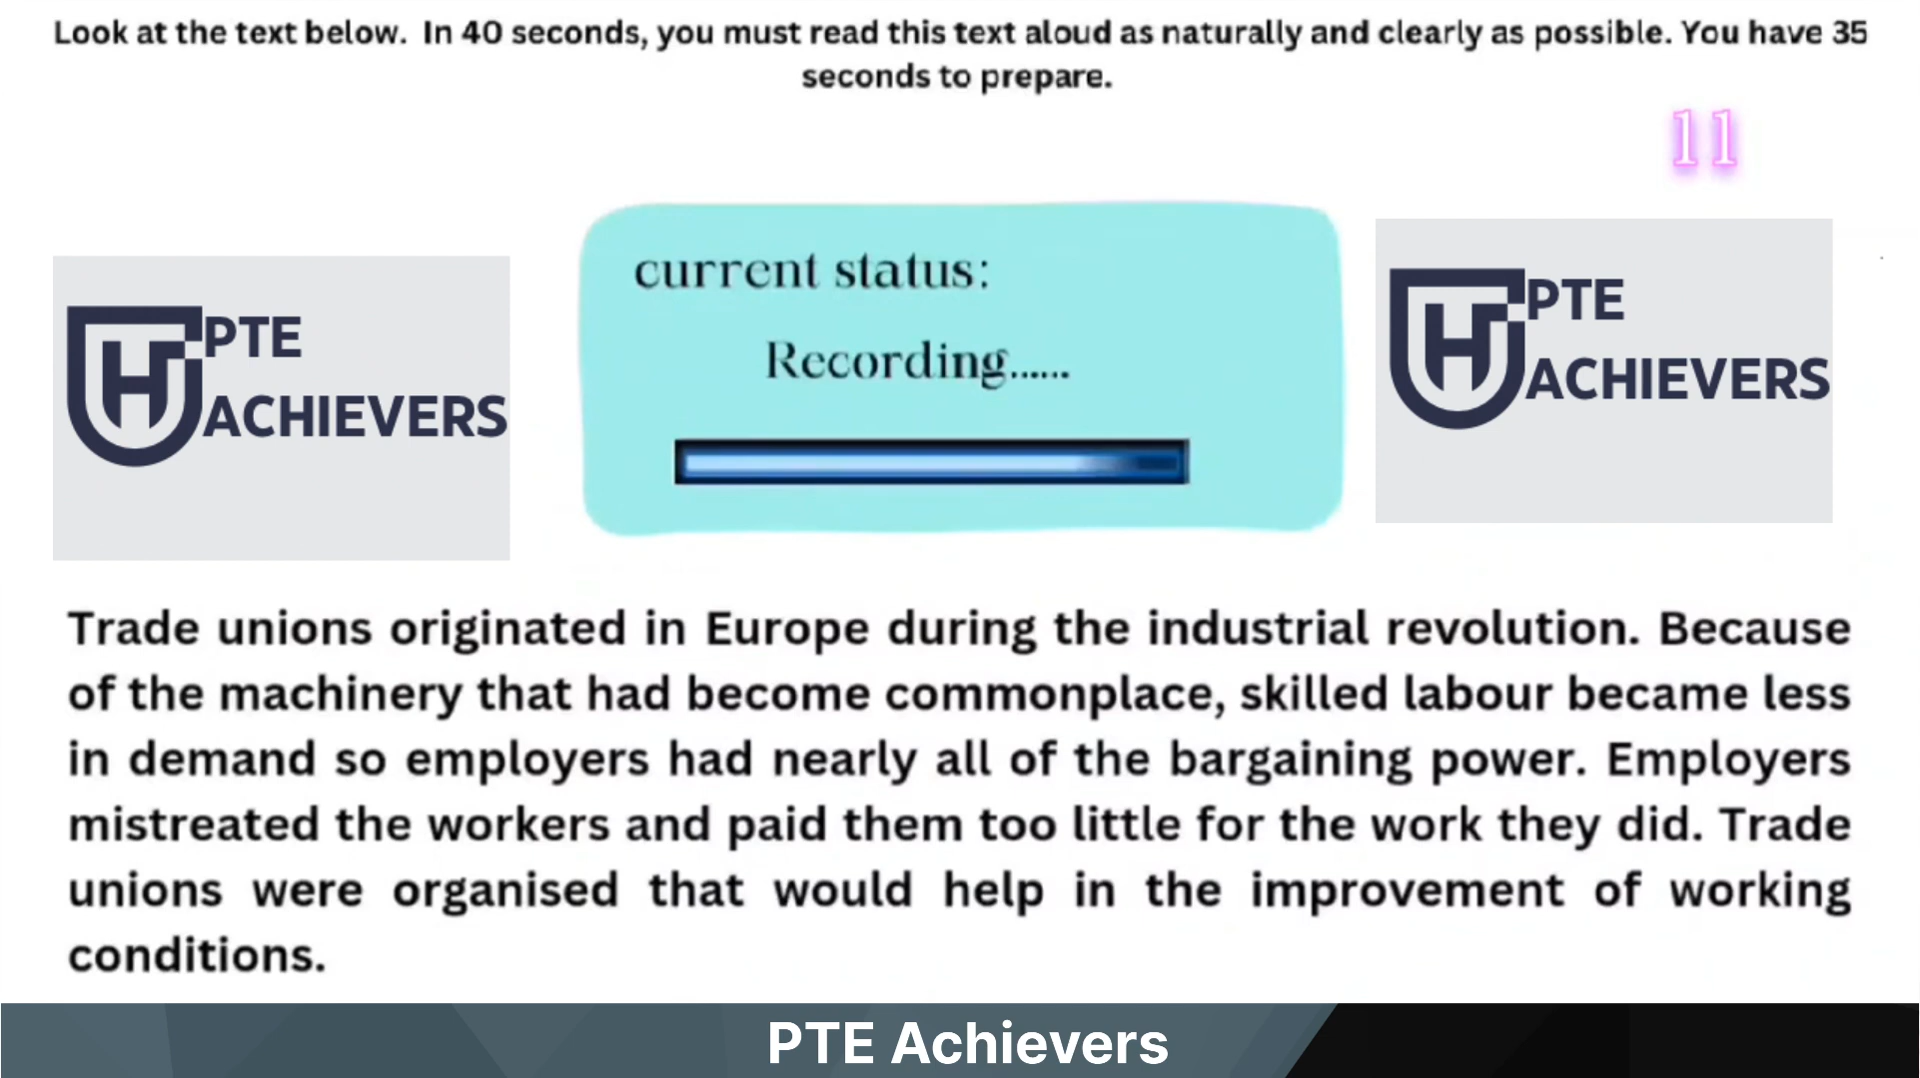 Look at the text below. In 40 seconds, you must read this text aloud as naturally and clearly as possible. You have 35
seconds to prepare.
11
current status:
Recording......
PTE
ACHIEVERS
PTE
ACHIEVERS
Trade unions originated in Europe during the industrial revolution. Because
of the machinery that had become commonplace, skilled labour became less
in demand so employers had nearly all of the bargaining power. Employers
mistreated the workers and paid them too little for the work they did. Trade
unions were organised that would help in the improvement of working
conditions.
PTE Achievers